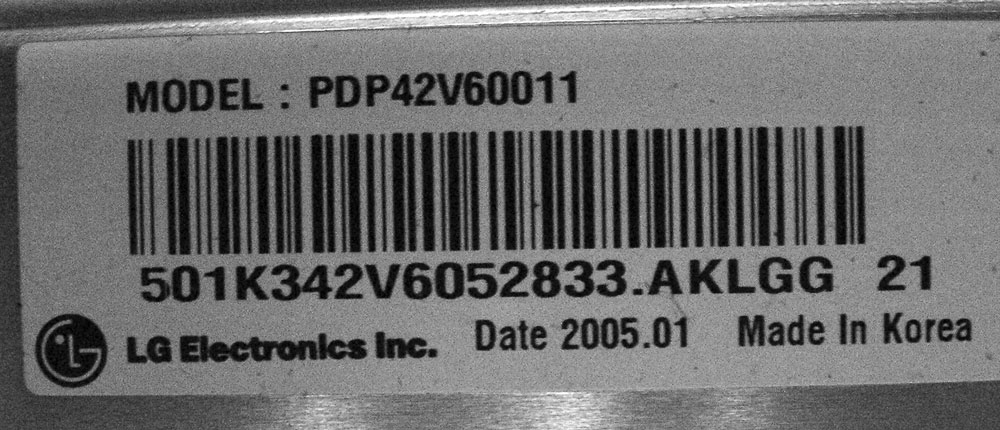 MODEL : PDP42V60011
501K342V6052833.AKLGG 21
LG Electronics Inc. Date 2005.01 Made In Korea